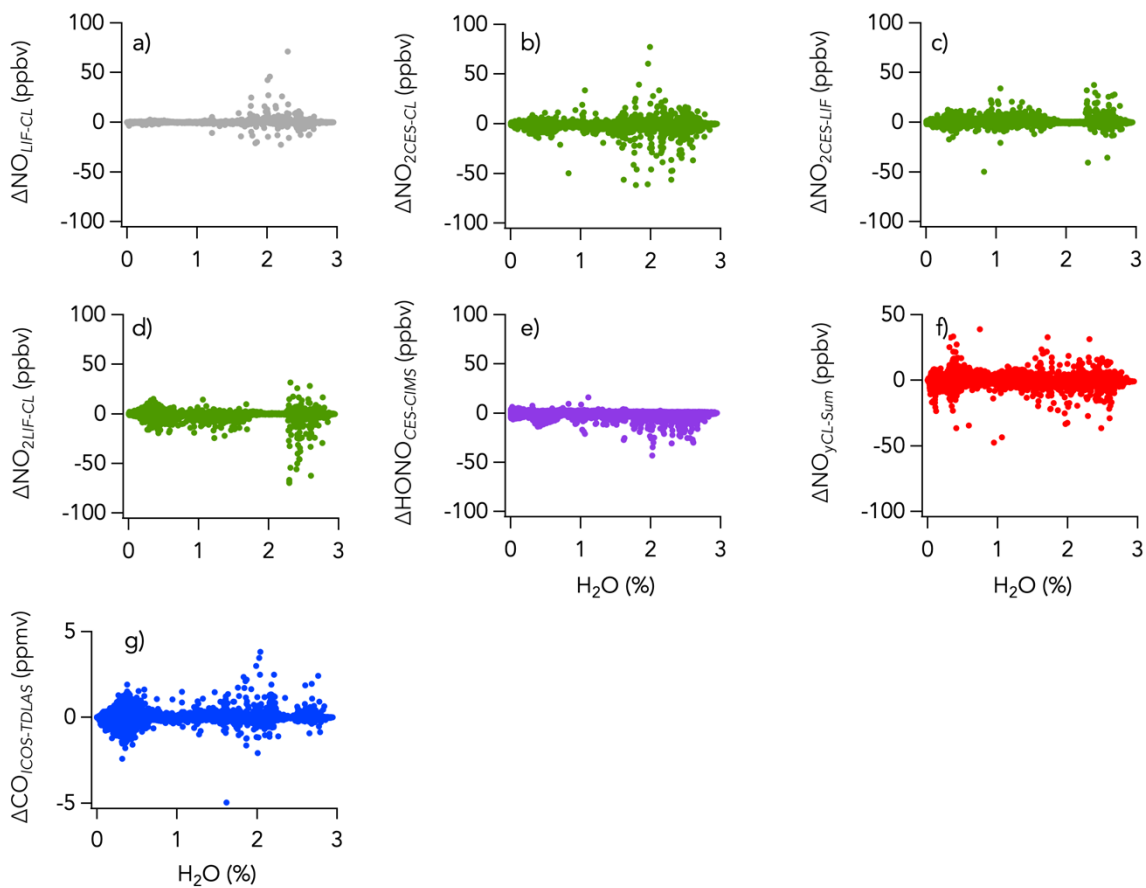 a)
ΔNO_LIF-CL (ppbv)
100
50
0
-50
-100
0 1 2 3
b)
ΔNO₂CES-CL (ppbv)
100
50
0
-50
-100
0 1 2 3
c)
ΔNO₂CES-LIF (ppbv)
100
50
0
-50
-100
0 1 2 3
d)
ΔNO₂LIF-CL (ppbv)
100
50
0
-50
-100
0 1 2 3
e)
ΔHONO_CES-CIMS (ppbv)
100
50
0
-50
-100
0 1 2 3
H₂O (%)
f)
ΔNO_yCL-Sum (ppbv)
50
0
-50
-100
0 1 2 3
H₂O (%)
g)
ΔCO_ICOS-TDLAS (ppmv)
5
0
-5
0 1 2 3
H₂O (%)